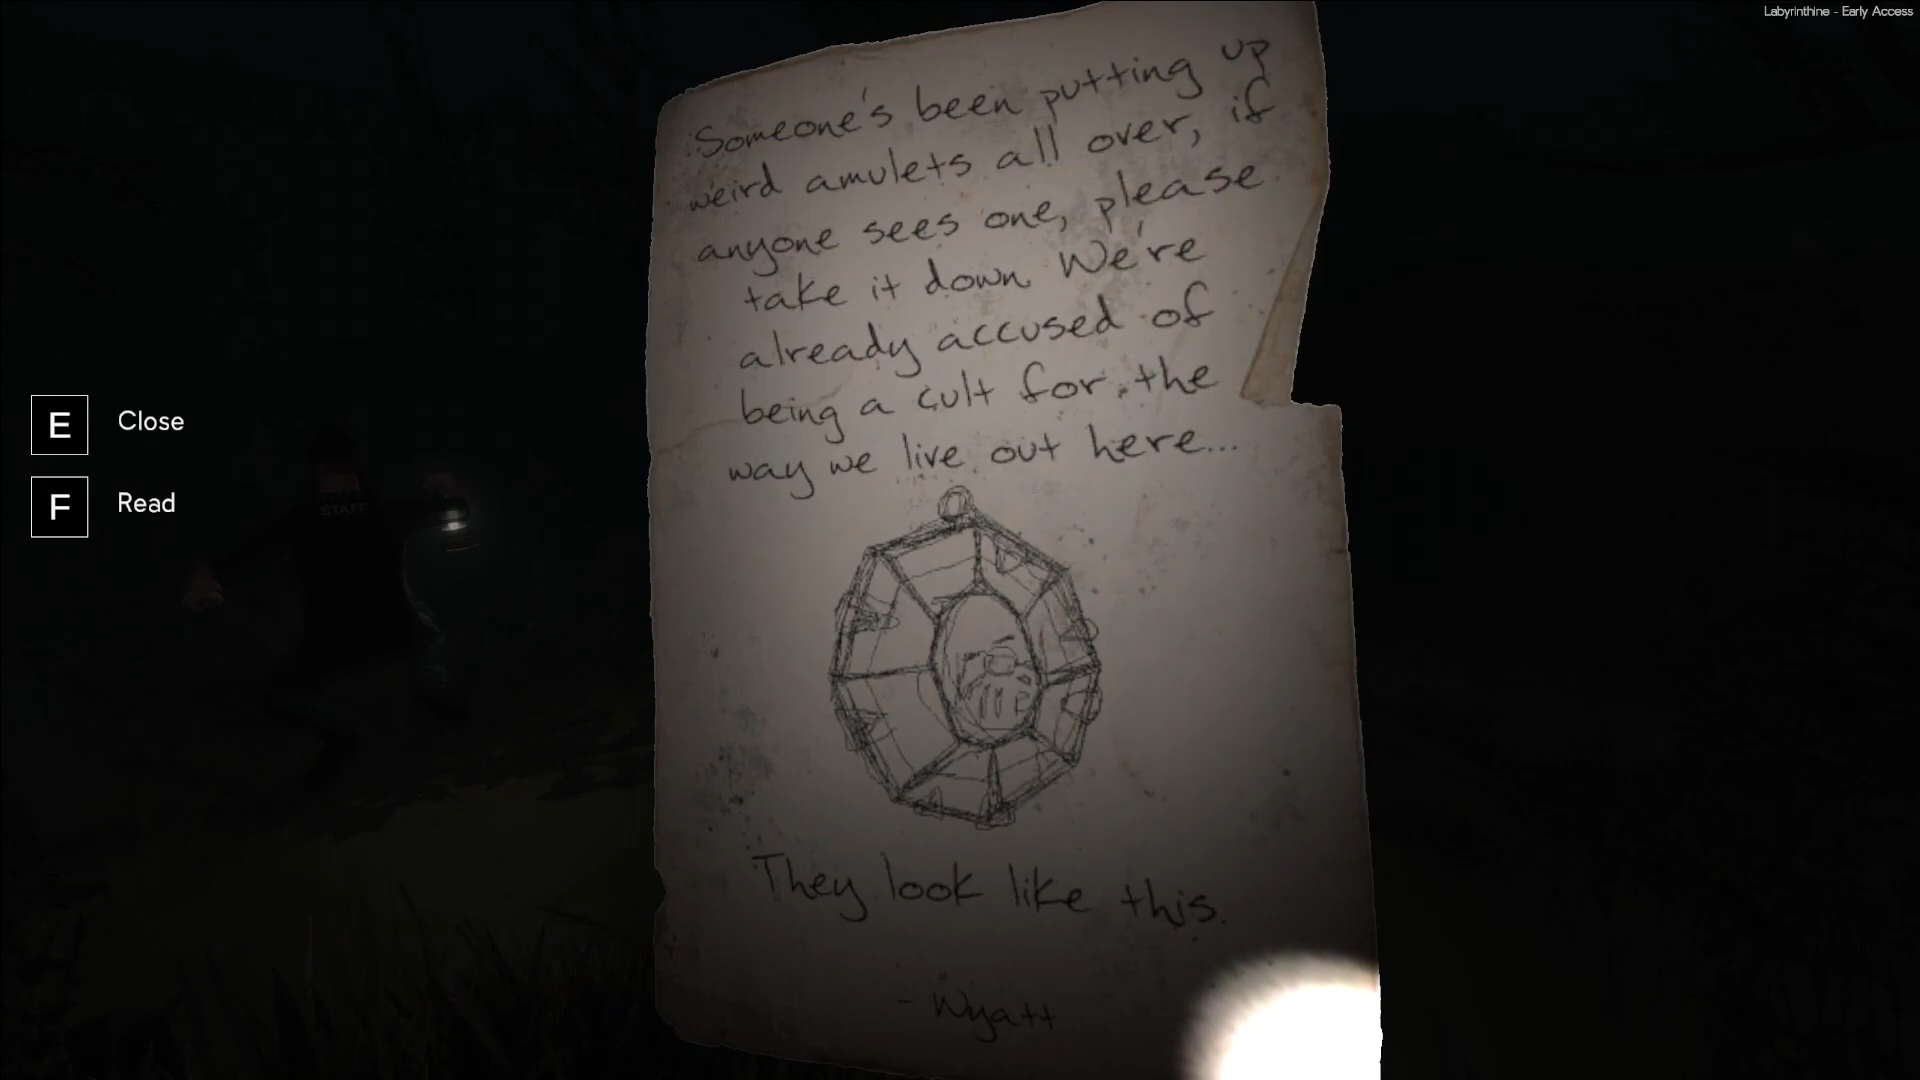 Labyrinthine - Early Access
Someone's been putting up
weird amulets all over, if
anyone sees one, please
take it down. We're
already accused of
being a cult for the
way we live out here...
E Close
F Read
STAFF
They look like this.
- Wyatt